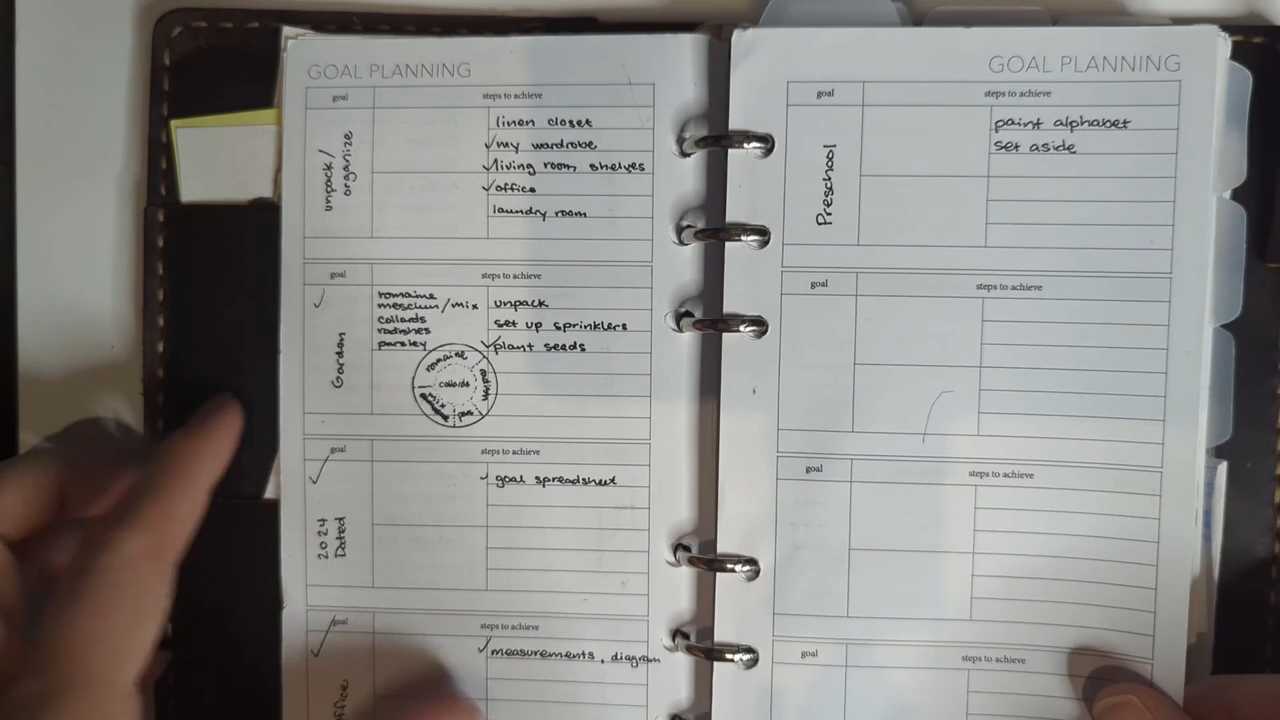 GOAL PLANNING
goal
steps to achieve
unpack/
organize
linen closet
✓my wardrobe
✓living room shelves
✓office
laundry room
goal
steps to achieve
✓
Garden
romaine
mesclun/mix
collards
radishes
parsley
unpack
set up sprinklers
✓plant seeds
romaine
collards
mix
goal
steps to achieve
✓
2024
Dated
✓goal spreadsheet
goal
steps to achieve
✓
✓measurements, diagram
GOAL PLANNING
goal
steps to achieve
Preschool
paint alphabet
set aside
goal
steps to achieve
goal
steps to achieve
goal
steps to achieve